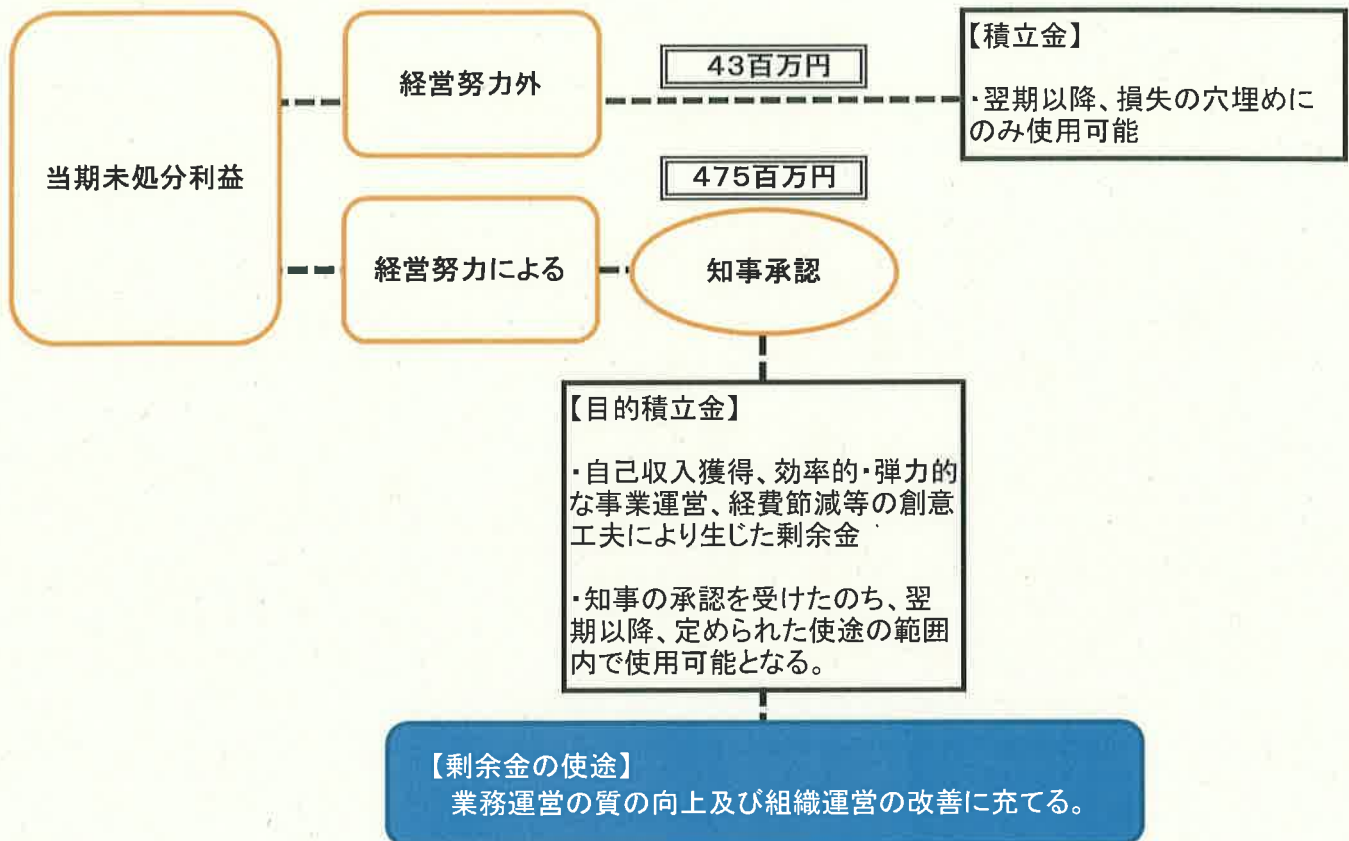 当期未処分利益
経営努力外
43百万円
【積立金】
・翌期以降、損失の穴埋めに
のみ使用可能
経営努力による
475百万円
知事承認
【目的積立金】
・自己収入獲得、効率的・弾力的
な事業運営、経費節減等の創意
工夫により生じた剰余金
・知事の承認を受けたのち、翌
期以降、定められた使途の範囲
内で使用可能となる。
【剰余金の使途】
業務運営の質の向上及び組織運営の改善に充てる。